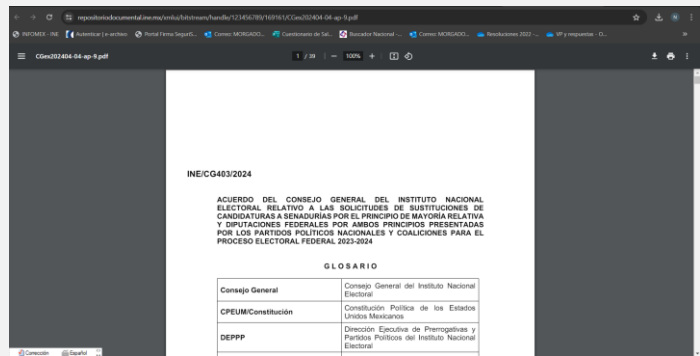 repositoriodocumental.ine.mx/xmlui/bitstream/handle/123456789/169161/CGex202404-04-ap-9.pdf
INFOMEX - INE
Autenticar | e-archivo
Portal Firma SegurIS...
Correo: MORGADO...
Cuestionario de Sal...
Buscador Nacional -...
Correo: MORGADO...
Resoluciones 2022 -...
VP y respuestas - O...
CGex202404-04-ap-9.pdf
1 / 39
100%
INE/CG403/2024
ACUERDO DEL CONSEJO GENERAL DEL INSTITUTO NACIONAL
ELECTORAL RELATIVO A LAS SOLICITUDES DE SUSTITUCIONES DE
CANDIDATURAS A SENADURÍAS POR EL PRINCIPIO DE MAYORÍA RELATIVA
Y DIPUTACIONES FEDERALES POR AMBOS PRINCIPIOS PRESENTADAS
POR LOS PARTIDOS POLÍTICOS NACIONALES Y COALICIONES PARA EL
PROCESO ELECTORAL FEDERAL 2023-2024
GLOSARIO
Consejo General
Consejo General del Instituto Nacional
Electoral
CPEUM/Constitución
Constitución Política de los Estados
Unidos Mexicanos
DEPPP
Dirección Ejecutiva de Prerrogativas y
Partidos Políticos del Instituto Nacional
Electoral
Corrección
Español